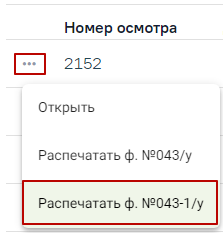 Номер осмотра
2152
Открыть
Распечатать ф. №043/у
Распечатать ф. №043-1/у